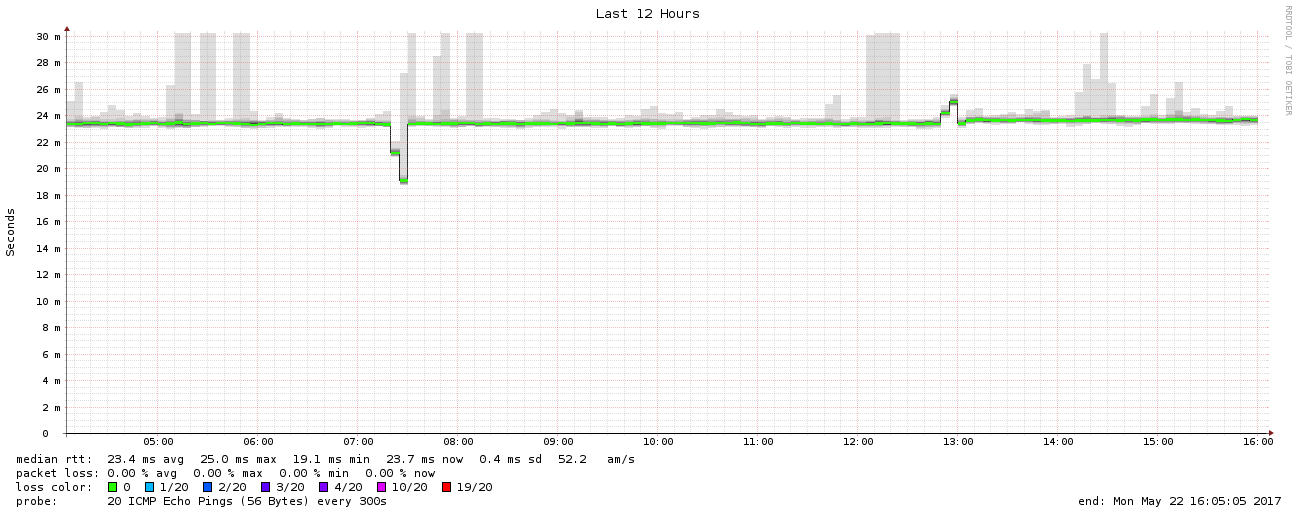 Last 12 Hours
RRDTOOL / TOBI OETIKER
Seconds
30 m
28 m
26 m
24 m
22 m
20 m
18 m
16 m
14 m
12 m
10 m
8 m
6 m
4 m
2 m
0
05:00 06:00 07:00 08:00 09:00 10:00 11:00 12:00 13:00 14:00 15:00 16:00
median rtt: 23.4 ms avg 25.0 ms max 19.1 ms min 23.7 ms now 0.4 ms sd 52.2 am/s
packet loss: 0.00 % avg 0.00 % max 0.00 % min 0.00 % now
loss color: 0 1/20 2/20 3/20 4/20 10/20 19/20
probe: 20 ICMP Echo Pings (56 Bytes) every 300s end: Mon May 22 16:05:05 2017